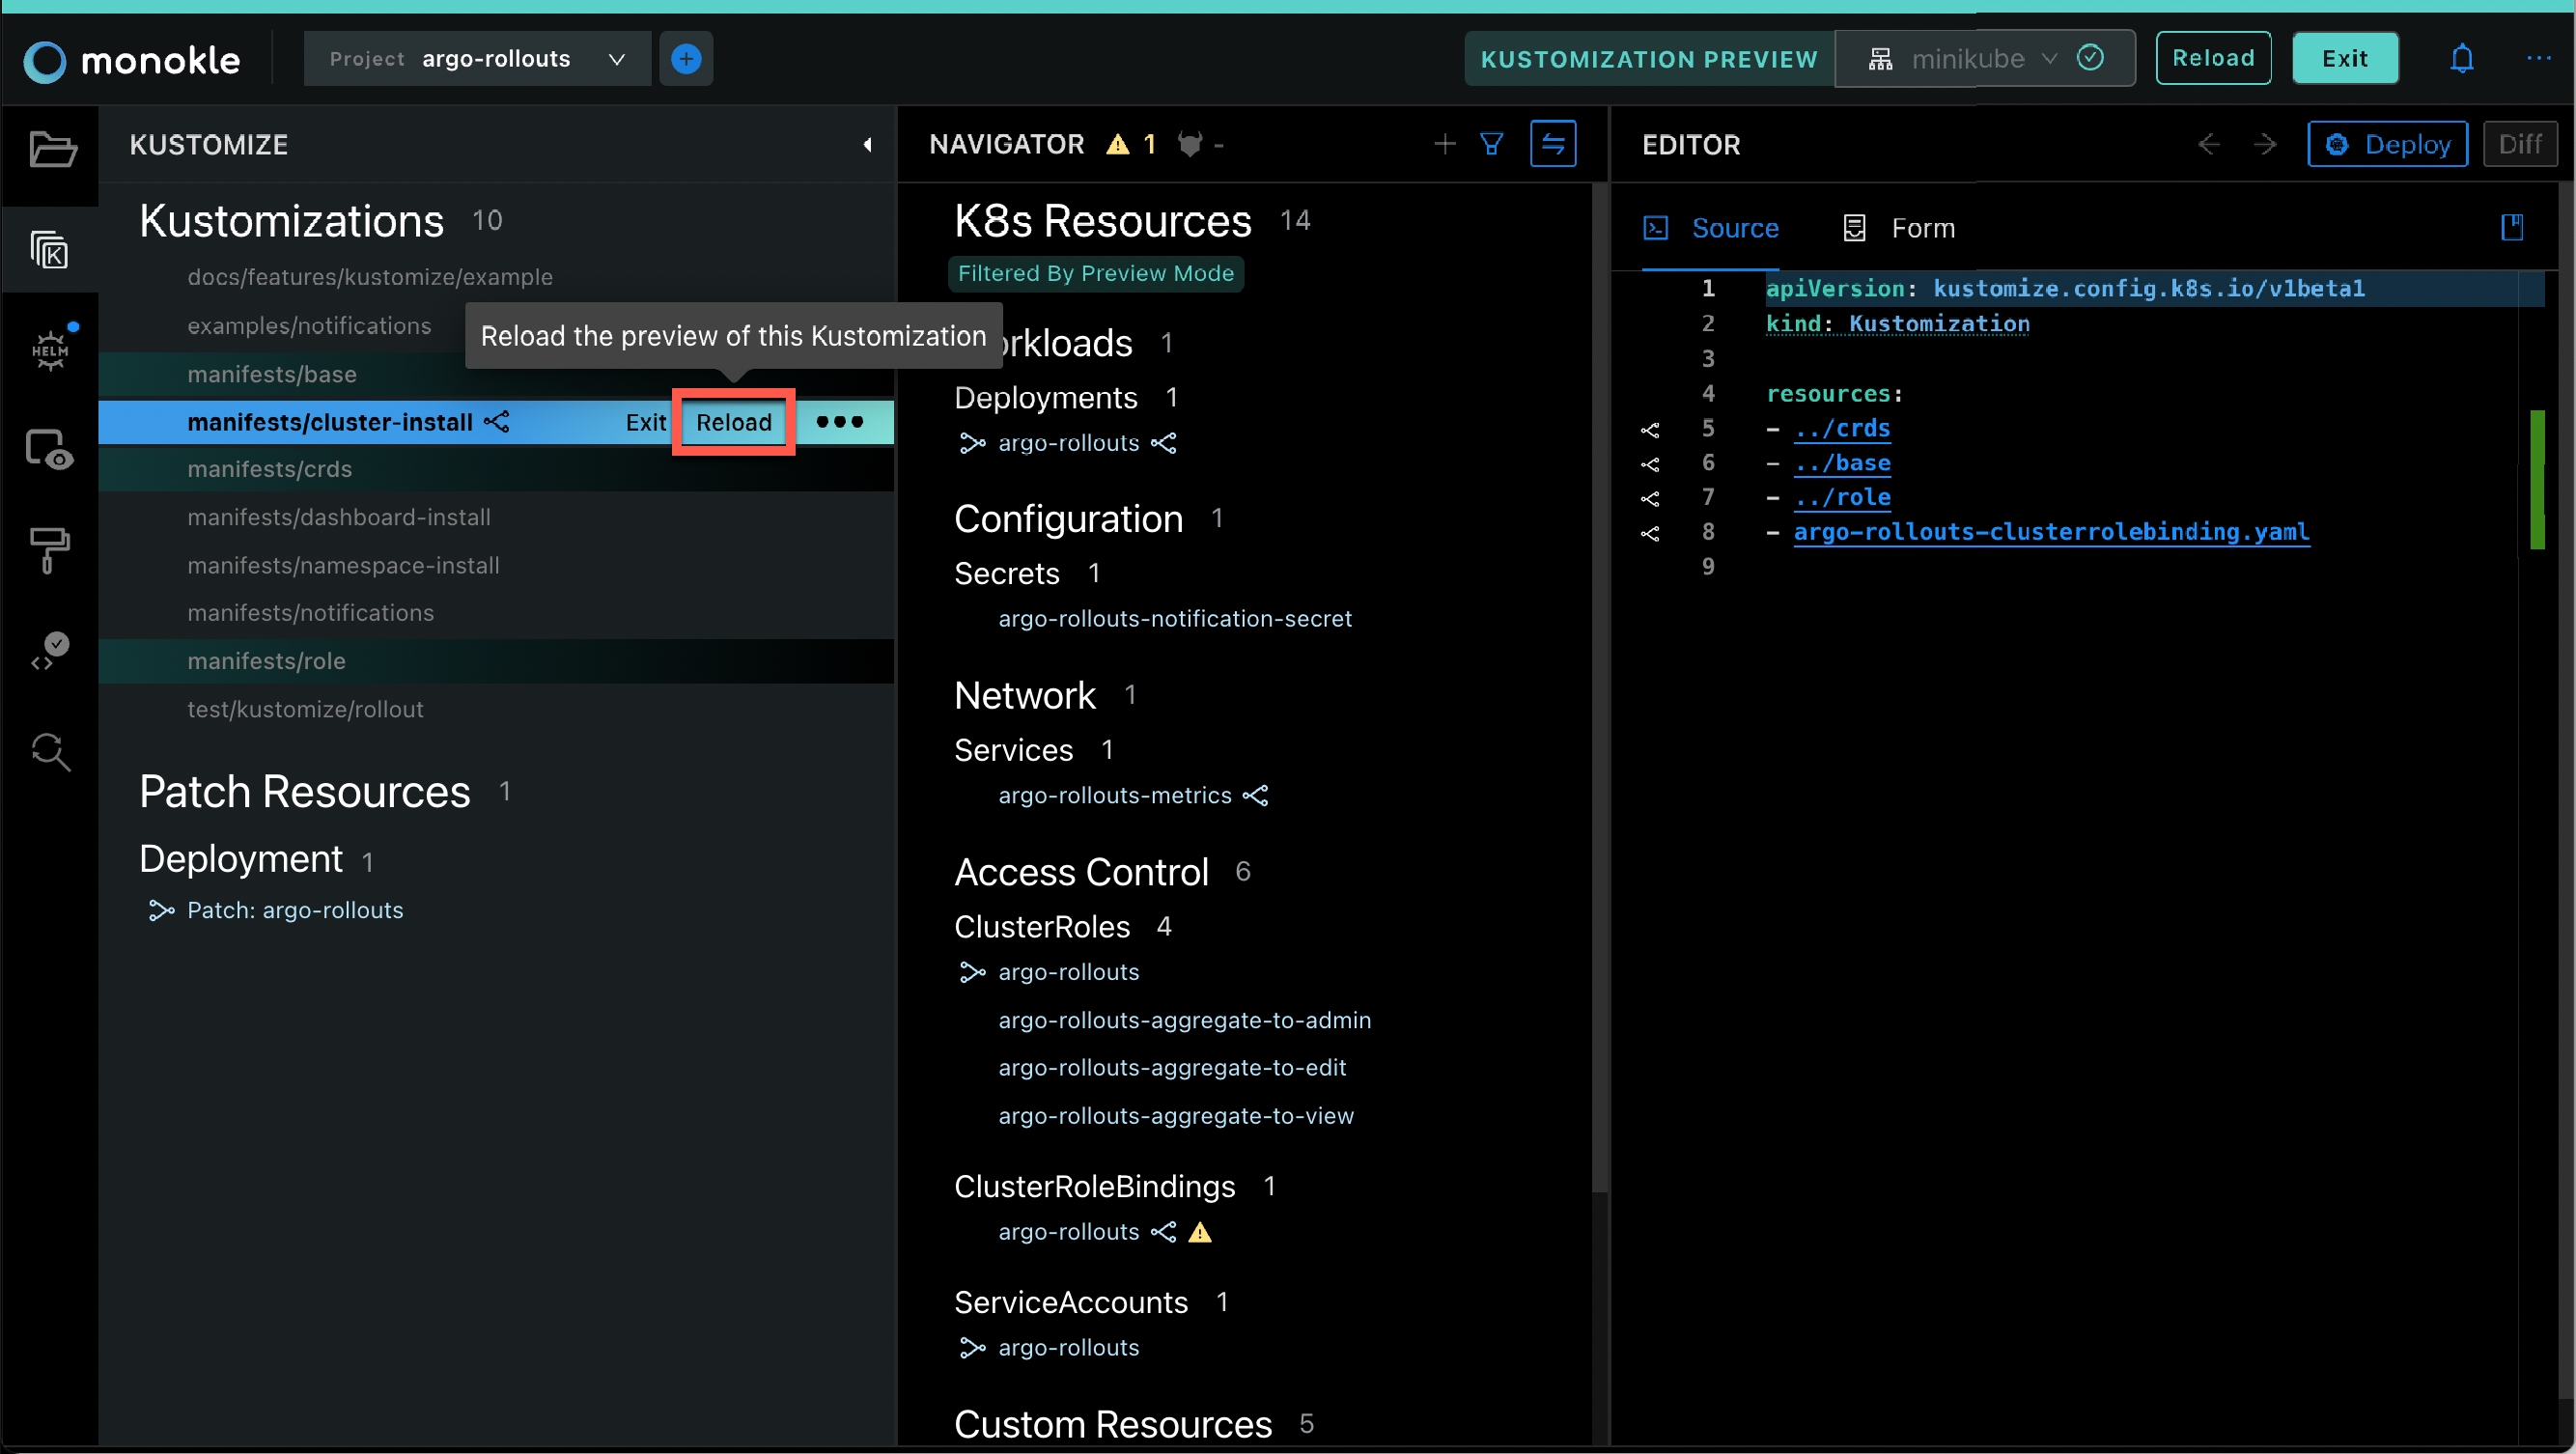 monokle
Project argo-rollouts
KUSTOMIZATION PREVIEW
minikube
Reload
Exit
KUSTOMIZE
Kustomizations 10
docs/features/kustomize/example
examples/notifications
Reload the preview of this Kustomization
manifests/base
manifests/cluster-install Exit Reload
manifests/crds
manifests/dashboard-install
manifests/namespace-install
manifests/notifications
manifests/role
test/kustomize/rollout
Patch Resources 1
Deployment 1
Patch: argo-rollouts
HELM
NAVIGATOR 1 -
K8s Resources 14
Filtered By Preview Mode
orkloads 1
Deployments 1
argo-rollouts
Configuration 1
Secrets 1
argo-rollouts-notification-secret
Network 1
Services 1
argo-rollouts-metrics
Access Control 6
ClusterRoles 4
argo-rollouts
argo-rollouts-aggregate-to-admin
argo-rollouts-aggregate-to-edit
argo-rollouts-aggregate-to-view
ClusterRoleBindings 1
argo-rollouts
ServiceAccounts 1
argo-rollouts
Custom Resources 5
EDITOR
Deploy
Diff
Source
Form
1 apiVersion: kustomize.config.k8s.io/v1beta1
2 kind: Kustomization
3
4 resources:
5 - ../crds
6 - ../base
7 - ../role
8 - argo-rollouts-clusterrolebinding.yaml
9